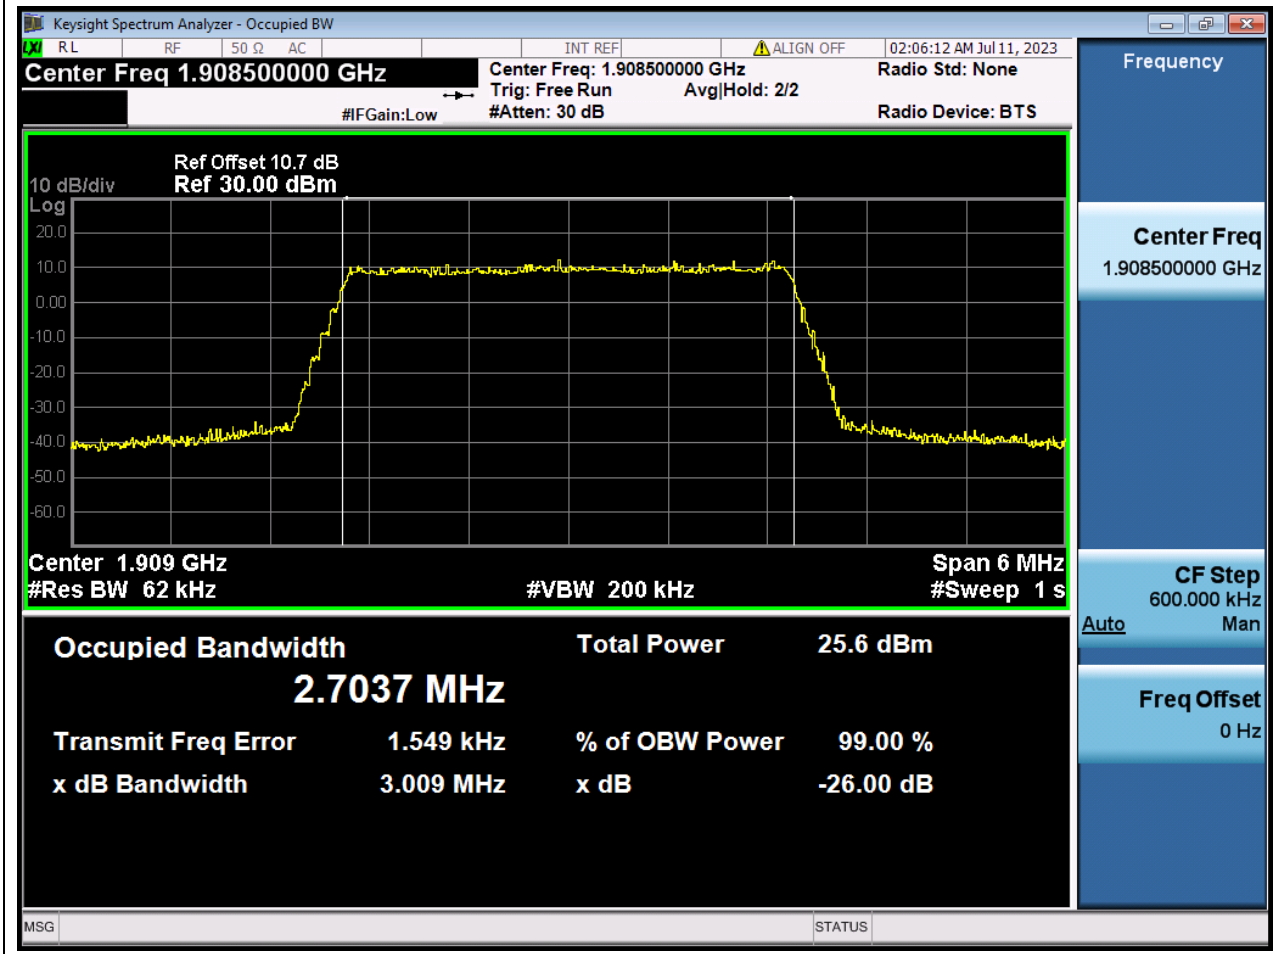 Keysight Spectrum Analyzer - Occupied BW
LXI RL RF 50 Ω AC INT REF ALIGN OFF 02:06:12 AM Jul 11, 2023
Center Freq 1.908500000 GHz
Center Freq: 1.908500000 GHz
Radio Std: None
Trig: Free Run Avg|Hold: 2/2
#IFGain:Low
#Atten: 30 dB
Radio Device: BTS
Ref Offset 10.7 dB
10 dB/div Ref 30.00 dBm
Log
20.0
10.0
0.00
-10.0
-20.0
-30.0
-40.0
-50.0
-60.0
Center 1.909 GHz Span 6 MHz
#Res BW 62 kHz #VBW 200 kHz #Sweep 1 s
Occupied Bandwidth Total Power 25.6 dBm
2.7037 MHz
Transmit Freq Error 1.549 kHz % of OBW Power 99.00 %
x dB Bandwidth 3.009 MHz x dB -26.00 dB
Frequency
Center Freq
1.908500000 GHz
CF Step
600.000 kHz
Auto Man
Freq Offset
0 Hz
MSG STATUS